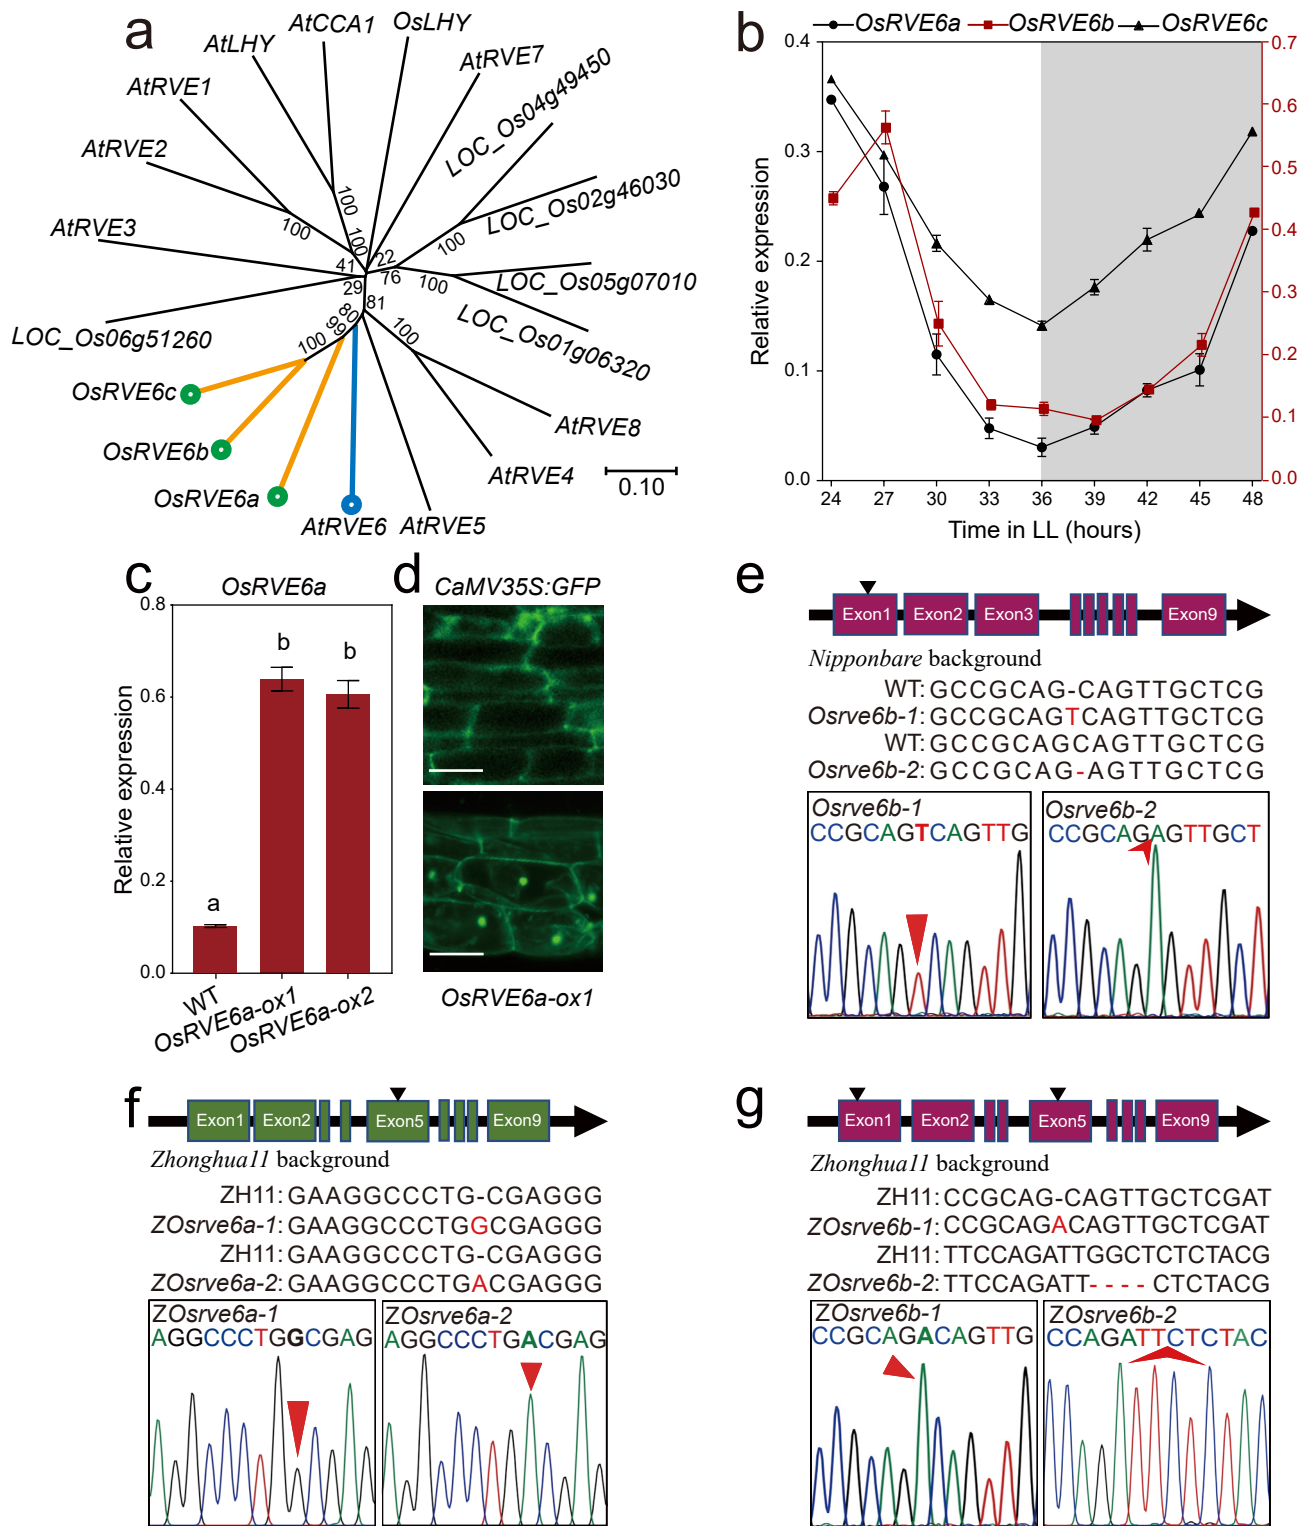 a
AtCCA1
OsLHY
AtLHY
AtRVE7
AtRVE1
LOC_Os04g49450
AtRVE2
LOC_Os02g46030
AtRVE3
LOC_Os05g07010
LOC_Os01g06320
LOC_Os06g51260
OsRVE6c
OsRVE6b
OsRVE6a
AtRVE6
AtRVE5
AtRVE4
AtRVE8
100
100
100
100
41
22
76
100
29
81
80
99
100
100
0.10
b
OsRVE6a OsRVE6b OsRVE6c
Relative expression
0.4
0.3
0.2
0.1
0.0
0.7
0.6
0.5
0.4
0.3
0.2
0.1
0.0
24 27 30 33 36 39 42 45 48
Time in LL (hours)
c
OsRVE6a
Relative expression
0.8
0.6
0.4
0.2
0.0
a
b
b
WT
OsRVE6a-ox1
OsRVE6a-ox2
d
CaMV35S:GFP
OsRVE6a-ox1
e
Exon1 Exon2 Exon3 Exon9
Nipponbare background
WT: GCCGCAG-CAGTTGCTCG
Osrve6b-1: GCCGCAGTCAGTTGCTCG
WT: GCCGCAGCAGTTGCTCG
Osrve6b-2: GCCGCAG-AGTTGCTCG
Osrve6b-1
CCGCAGTCAGTTG
Osrve6b-2
CCGCAGAGTTGCT
f
Exon1 Exon2 Exon5 Exon9
Zhonghua11 background
ZH11: GAAGGCCCTG-CGAGGG
ZOsrve6a-1: GAAGGCCCTGGCGAGGG
ZH11: GAAGGCCCTG-CGAGGG
ZOsrve6a-2: GAAGGCCCTGACGAGGG
ZOsrve6a-1
AGGCCCTGGCGAG
ZOsrve6a-2
AGGCCCTGACGAG
g
Exon1 Exon2 Exon5 Exon9
Zhonghua11 background
ZH11: CCGCAG-CAGTTGCTCGAT
ZOsrve6b-1: CCGCAGACAGTTGCTCGAT
ZH11: TTCCAGATTGGCTCTCTACG
ZOsrve6b-2: TTCCAGATT----CTCTACG
ZOsrve6b-1
CCGCAGACAGTTG
ZOsrve6b-2
CCAGATTCTCTAC